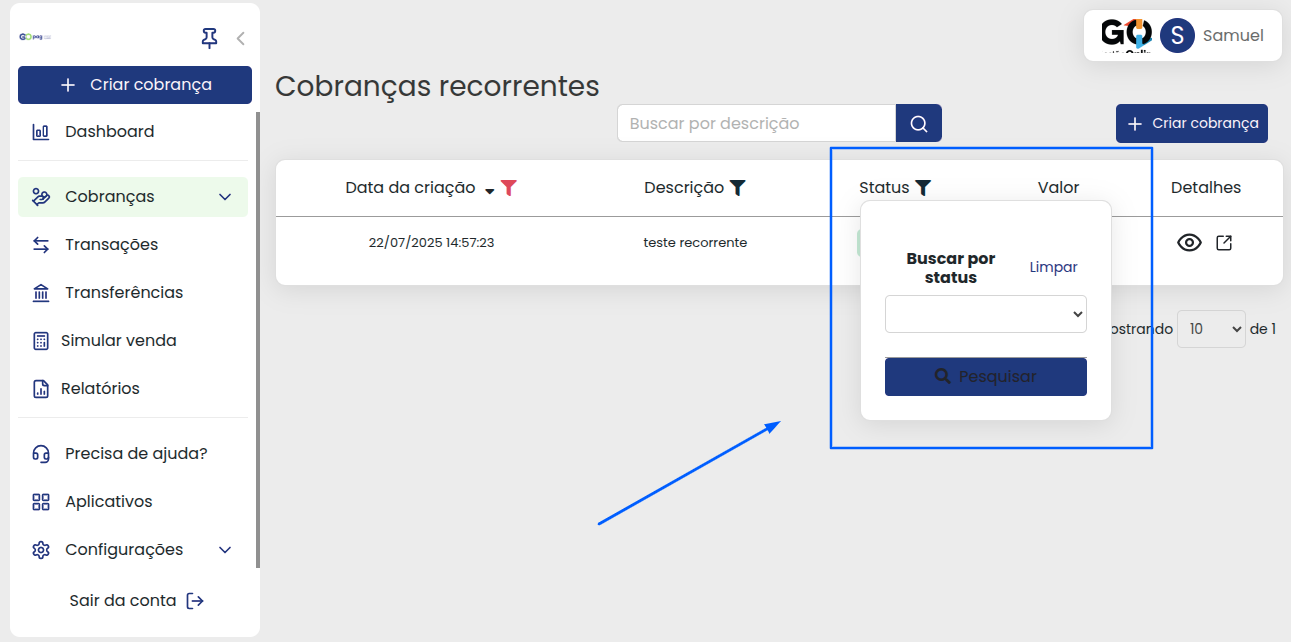 GO pag
Criar cobrança
Dashboard
Cobranças
Transações
Transferências
Simular venda
Relatórios
Precisa de ajuda?
Aplicativos
Configurações
Sair da conta
GO
S
Samuel
Cobranças recorrentes
Buscar por descrição
Criar cobrança
Data da criação
Descrição
Status
Valor
Detalhes
22/07/2025 14:57:23
teste recorrente
Buscar por
status
Limpar
Pesquisar
ostrando
10
de 1